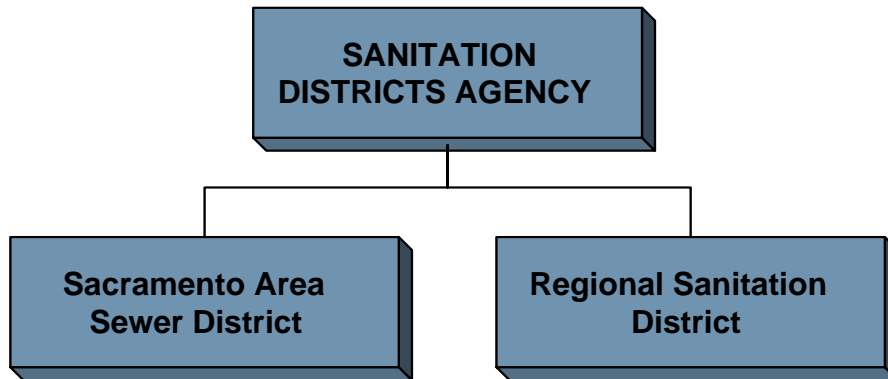 SANITATION
DISTRICTS AGENCY
Sacramento Area
Sewer District
Regional Sanitation
District